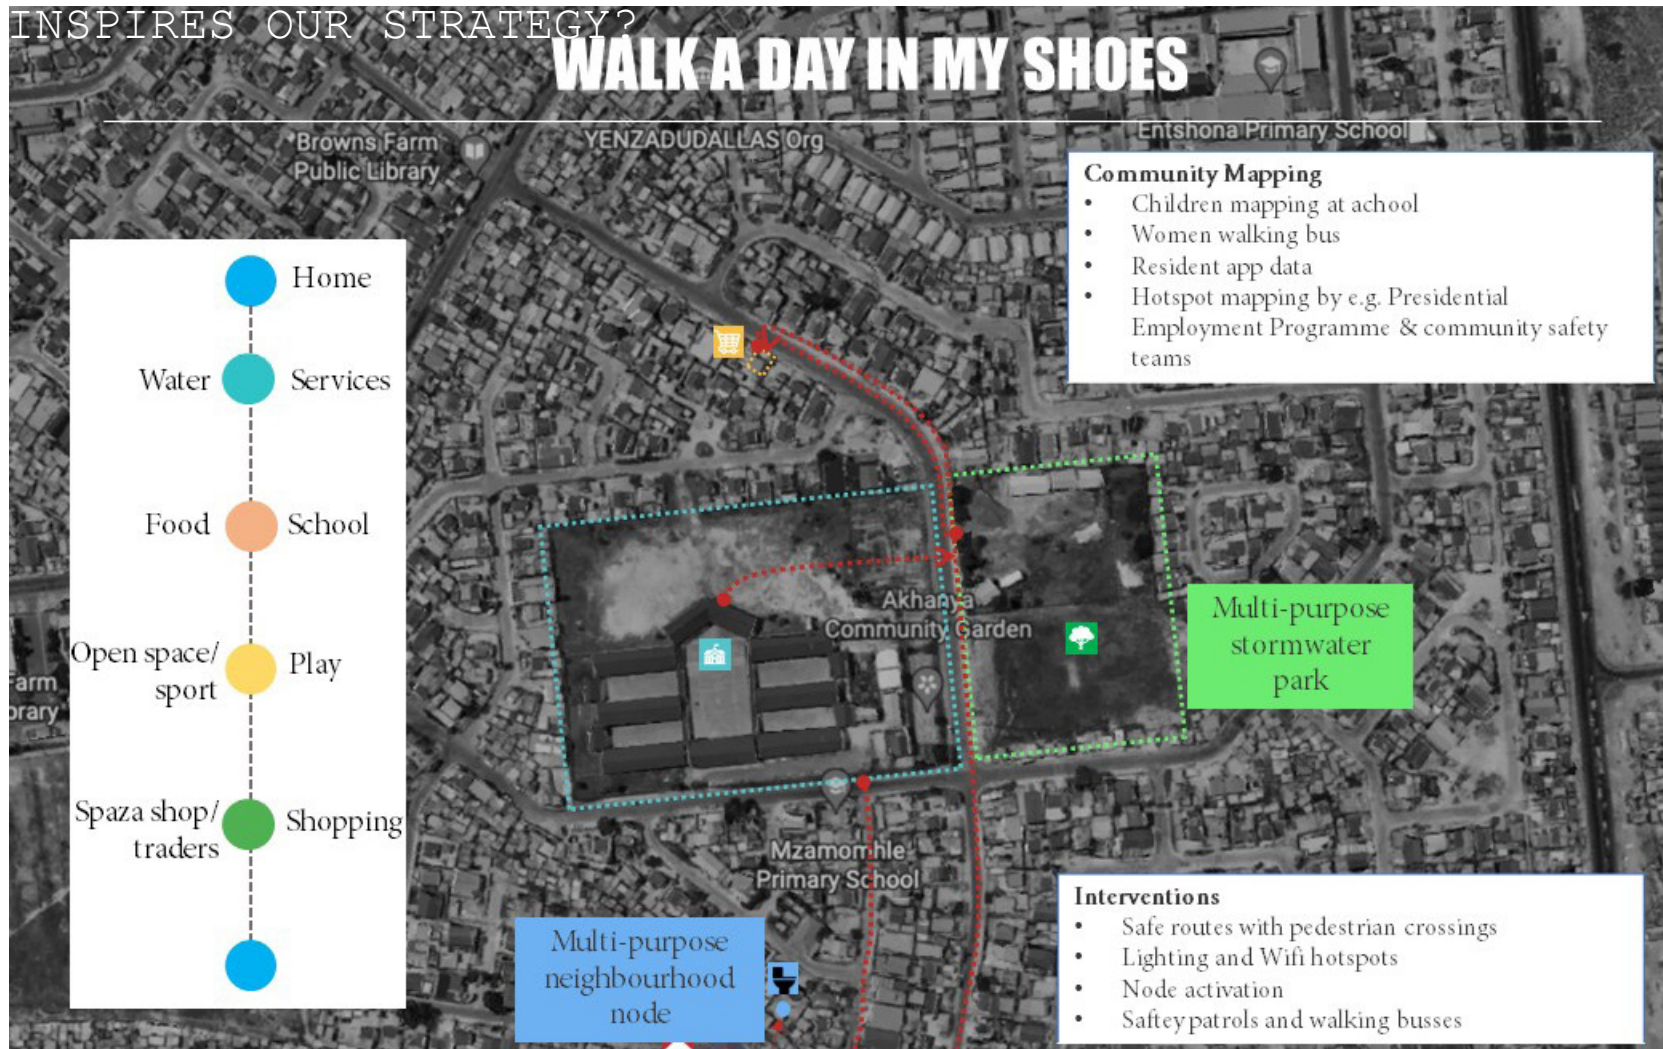 INSPIRES OUR STRATEGY?
WALK A DAY IN MY SHOES
Browns Farm
Public Library
YENZADUDALLAS Org
Entshona Primary School
Community Mapping
• Children mapping at achool
• Women walking bus
• Resident app data
• Hotspot mapping by e.g. Presidential
Employment Programme & community safety
teams
Home
Water
Services
Food
School
Open space/
sport
Play
Spaza shop/
traders
Shopping
arm
orary
Akhanya
Community Garden
Multi-purpose
stormwater
park
Mzamomhle
Primary School
Multi-purpose
neighbourhood
node
Interventions
• Safe routes with pedestrian crossings
• Lighting and Wifi hotspots
• Node activation
• Saftey patrols and walking busses